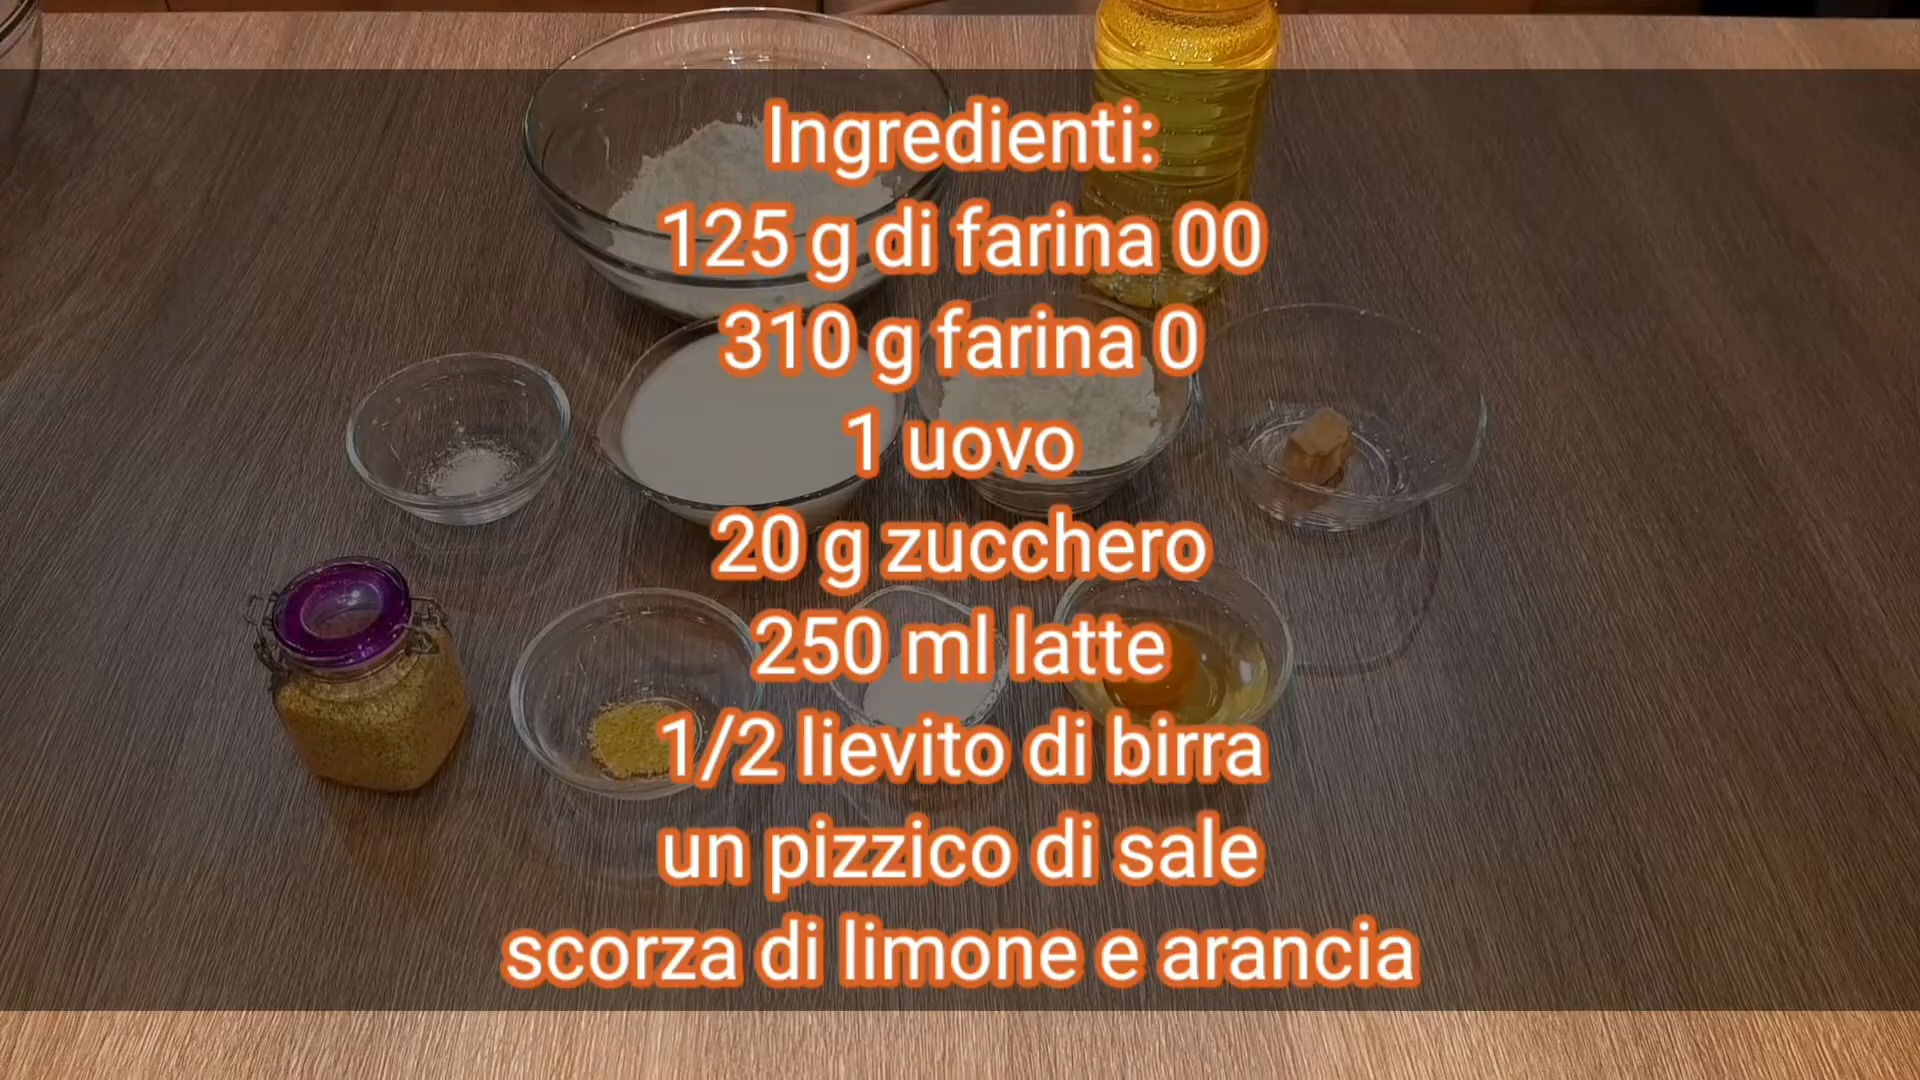 Ingredienti:
125 g di farina 00
310 g farina 0
1 uovo
20 g zucchero
250 ml latte
1/2 lievito di birra
un pizzico di sale
scorza di limone e arancia